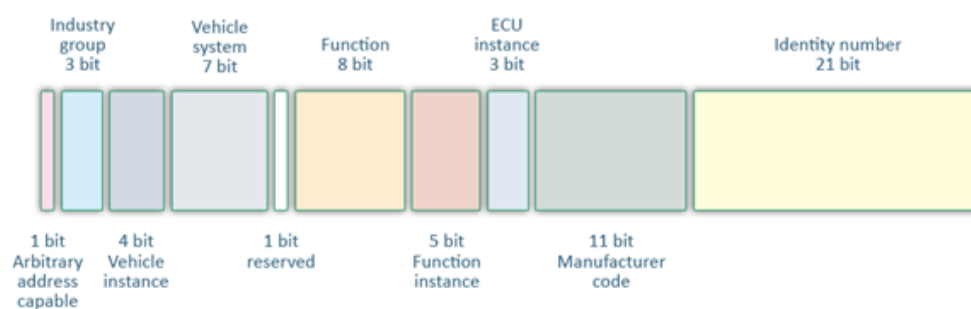 Industry
group
3 bit
Vehicle
system
7 bit
Function
8 bit
ECU
instance
3 bit
Identity number
21 bit
1 bit
Arbitrary
address
capable
4 bit
Vehicle
instance
1 bit
reserved
5 bit
Function
instance
11 bit
Manufacturer
code